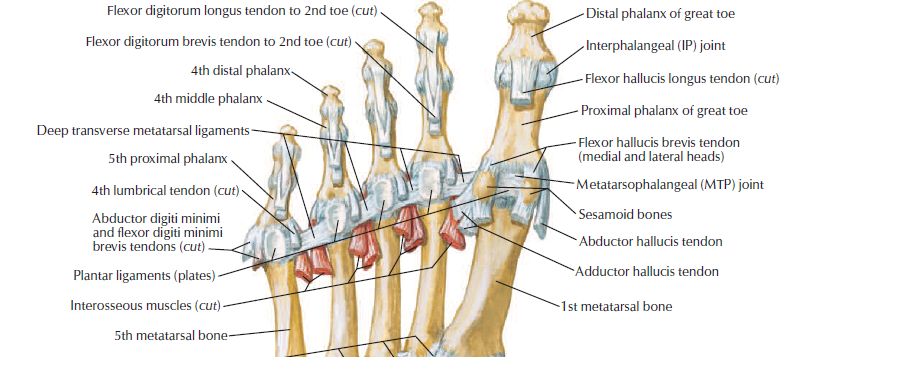 Flexor digitorum longus tendon to 2nd toe (cut)
Flexor digitorum brevis tendon to 2nd toe (cut)
4th distal phalanx
4th middle phalanx
Deep transverse metatarsal ligaments
5th proximal phalanx
4th lumbrical tendon (cut)
Abductor digiti minimi
and flexor digiti minimi
brevis tendons (cut)
Plantar ligaments (plates)
Interosseous muscles (cut)
5th metatarsal bone
Distal phalanx of great toe
Interphalangeal (IP) joint
Flexor hallucis longus tendon (cut)
Proximal phalanx of great toe
Flexor hallucis brevis tendon
(medial and lateral heads)
Metatarsophalangeal (MTP) joint
Sesamoid bones
Abductor hallucis tendon
Adductor hallucis tendon
1st metatarsal bone